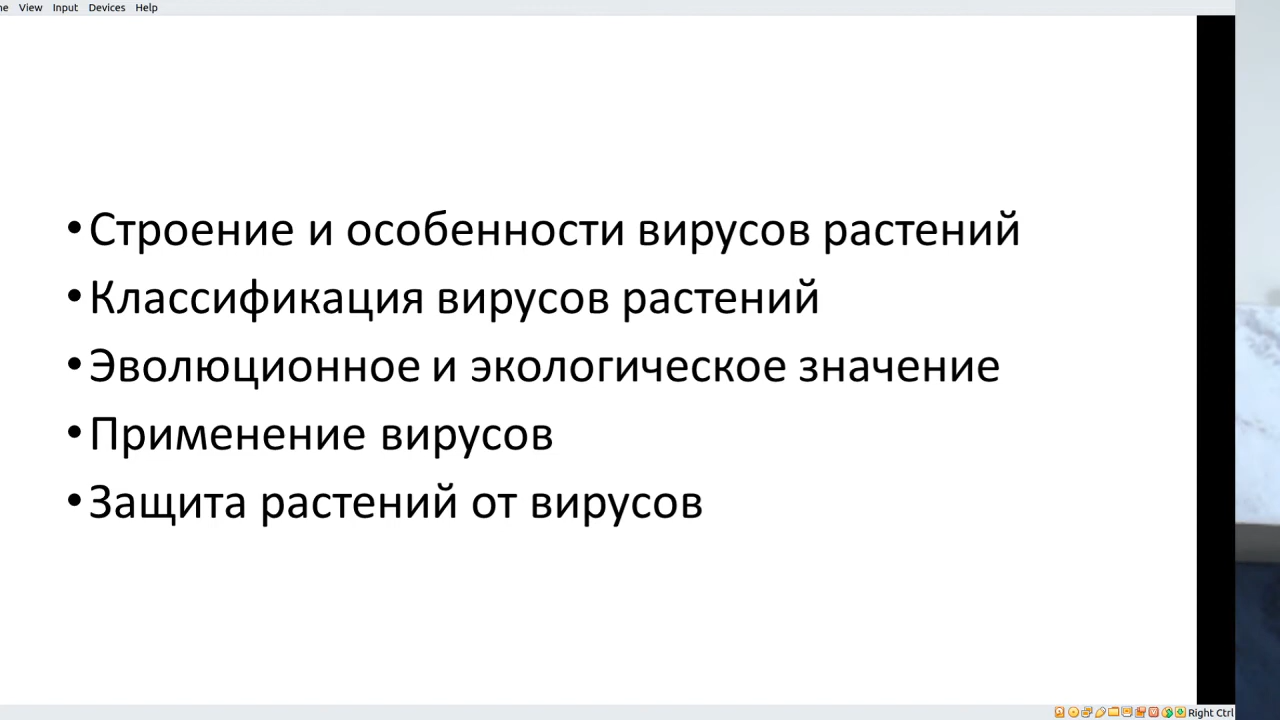 View Input Devices Help
• Строение и особенности вирусов растений
• Классификация вирусов растений
• Эволюционное и экологическое значение
• Применение вирусов
• Защита растений от вирусов
Right Ctrl